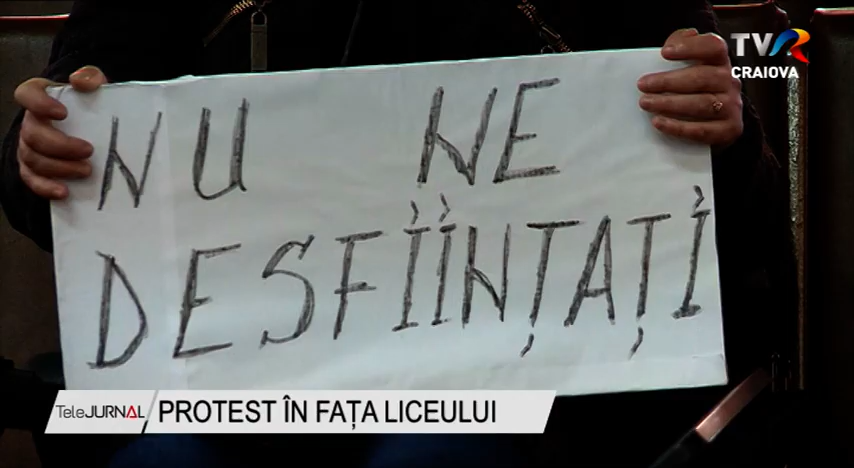 TVR
CRAIOVA
NU NE
DESFIINȚAȚI
TeleJURNAL
PROTEST ÎN FAȚA LICEULUI